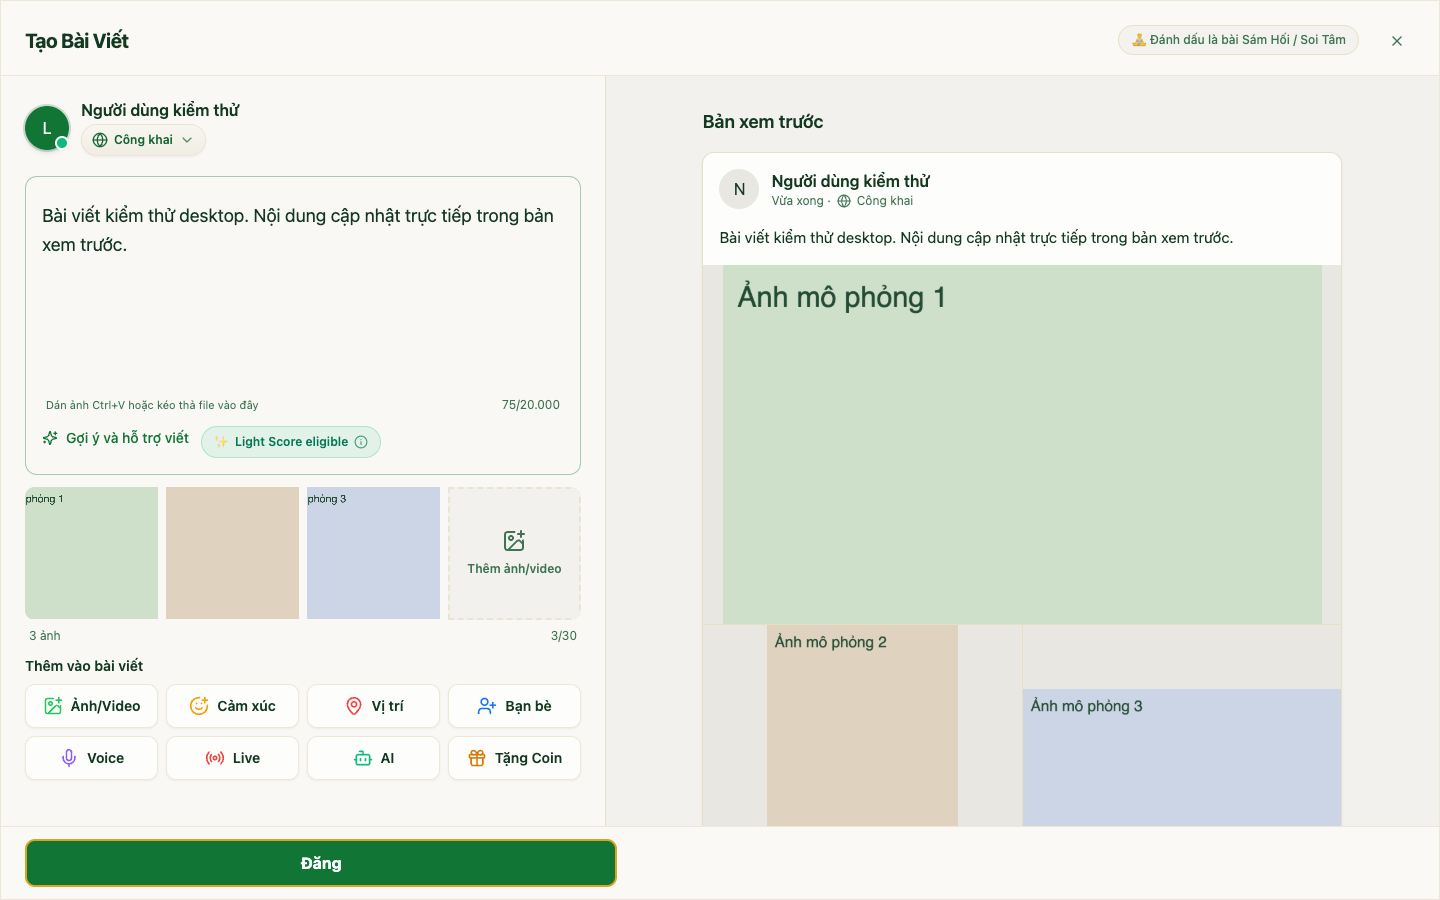 Tạo Bài Viết
Đánh dấu là bài Sám Hối / Soi Tâm
L
Người dùng kiểm thử
Công khai
Bài viết kiểm thử desktop. Nội dung cập nhật trực tiếp trong bản
xem trước.
Dán ảnh Ctrl+V hoặc kéo thả file vào đây
75/20.000
Gợi ý và hỗ trợ viết
Light Score eligible
phỏng 1
phỏng 3
Thêm ảnh/video
3 ảnh
3/30
Thêm vào bài viết
Ảnh/Video
Cảm xúc
Vị trí
Bạn bè
Voice
Live
AI
Tặng Coin
Đăng
Bản xem trước
N
Người dùng kiểm thử
Vừa xong · Công khai
Bài viết kiểm thử desktop. Nội dung cập nhật trực tiếp trong bản xem trước.
Ảnh mô phỏng 1
Ảnh mô phỏng 2
Ảnh mô phỏng 3